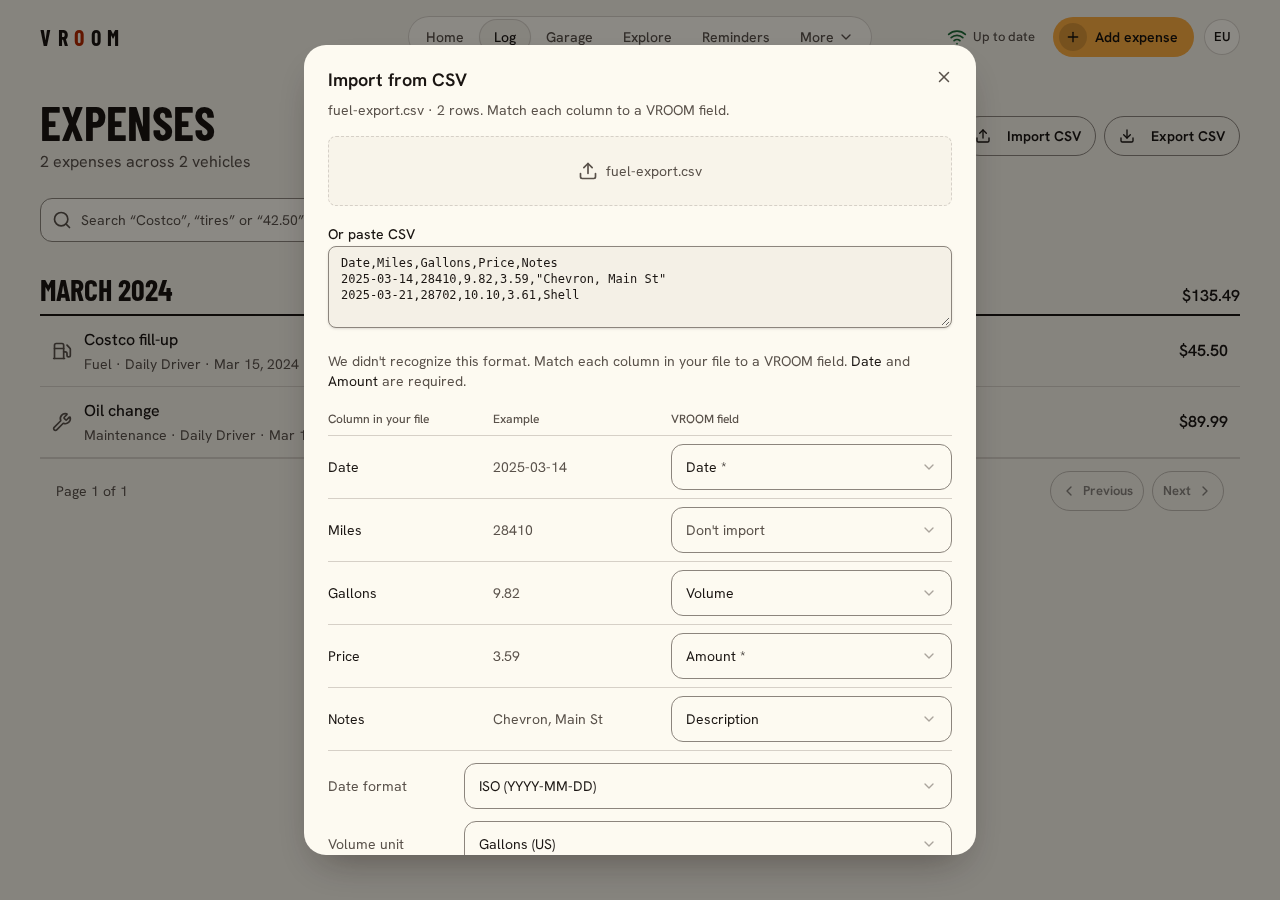 VROOM
Home
Log
Garage
Explore
Reminders
More
Up to date
Add expense
EU
EXPENSES
2 expenses across 2 vehicles
Import CSV
Export CSV
Search “Costco”, “tires” or “42.50”
MARCH 2024
$135.49
Costco fill-up
Fuel · Daily Driver · Mar 15, 2024
$45.50
Oil change
Maintenance · Daily Driver · Mar 1
$89.99
Page 1 of 1
Previous
Next
Import from CSV
fuel-export.csv · 2 rows. Match each column to a VROOM field.
fuel-export.csv
Or paste CSV
Date,Miles,Gallons,Price,Notes
2025-03-14,28410,9.82,3.59,"Chevron, Main St"
2025-03-21,28702,10.10,3.61,Shell
We didn't recognize this format. Match each column in your file to a VROOM field. Date and
Amount are required.
Column in your file
Example
VROOM field
Date
2025-03-14
Date *
Miles
28410
Don't import
Gallons
9.82
Volume
Price
3.59
Amount *
Notes
Chevron, Main St
Description
Date format
ISO (YYYY-MM-DD)
Volume unit
Gallons (US)